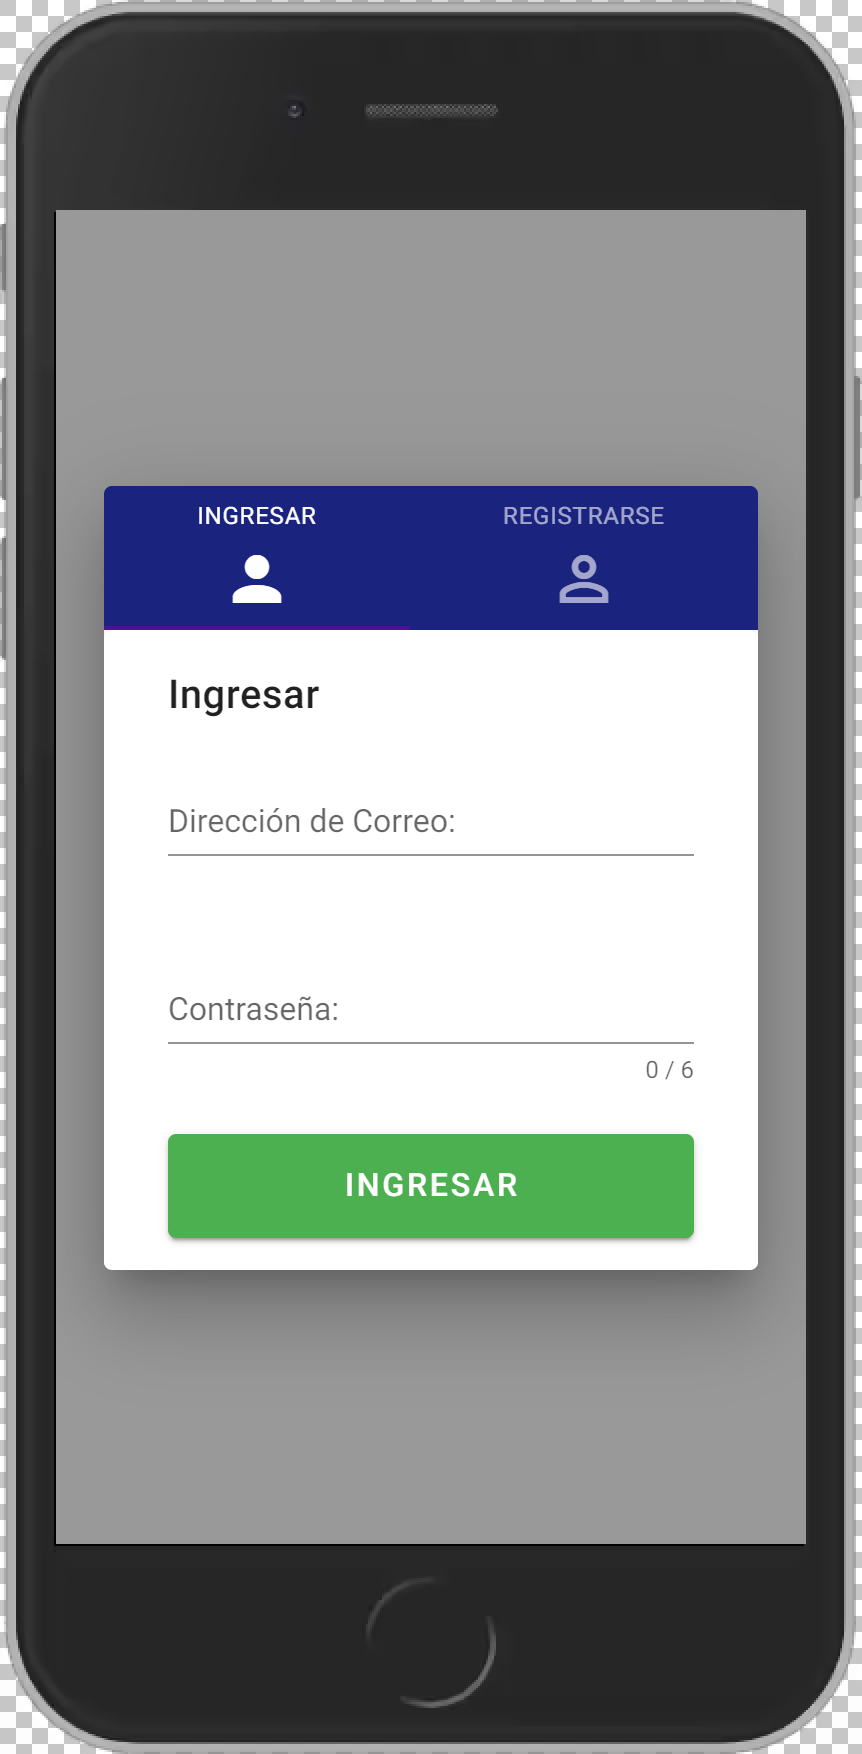 INGRESAR
REGISTRARSE
Ingresar
Dirección de Correo:
Contraseña:
0 / 6
INGRESAR